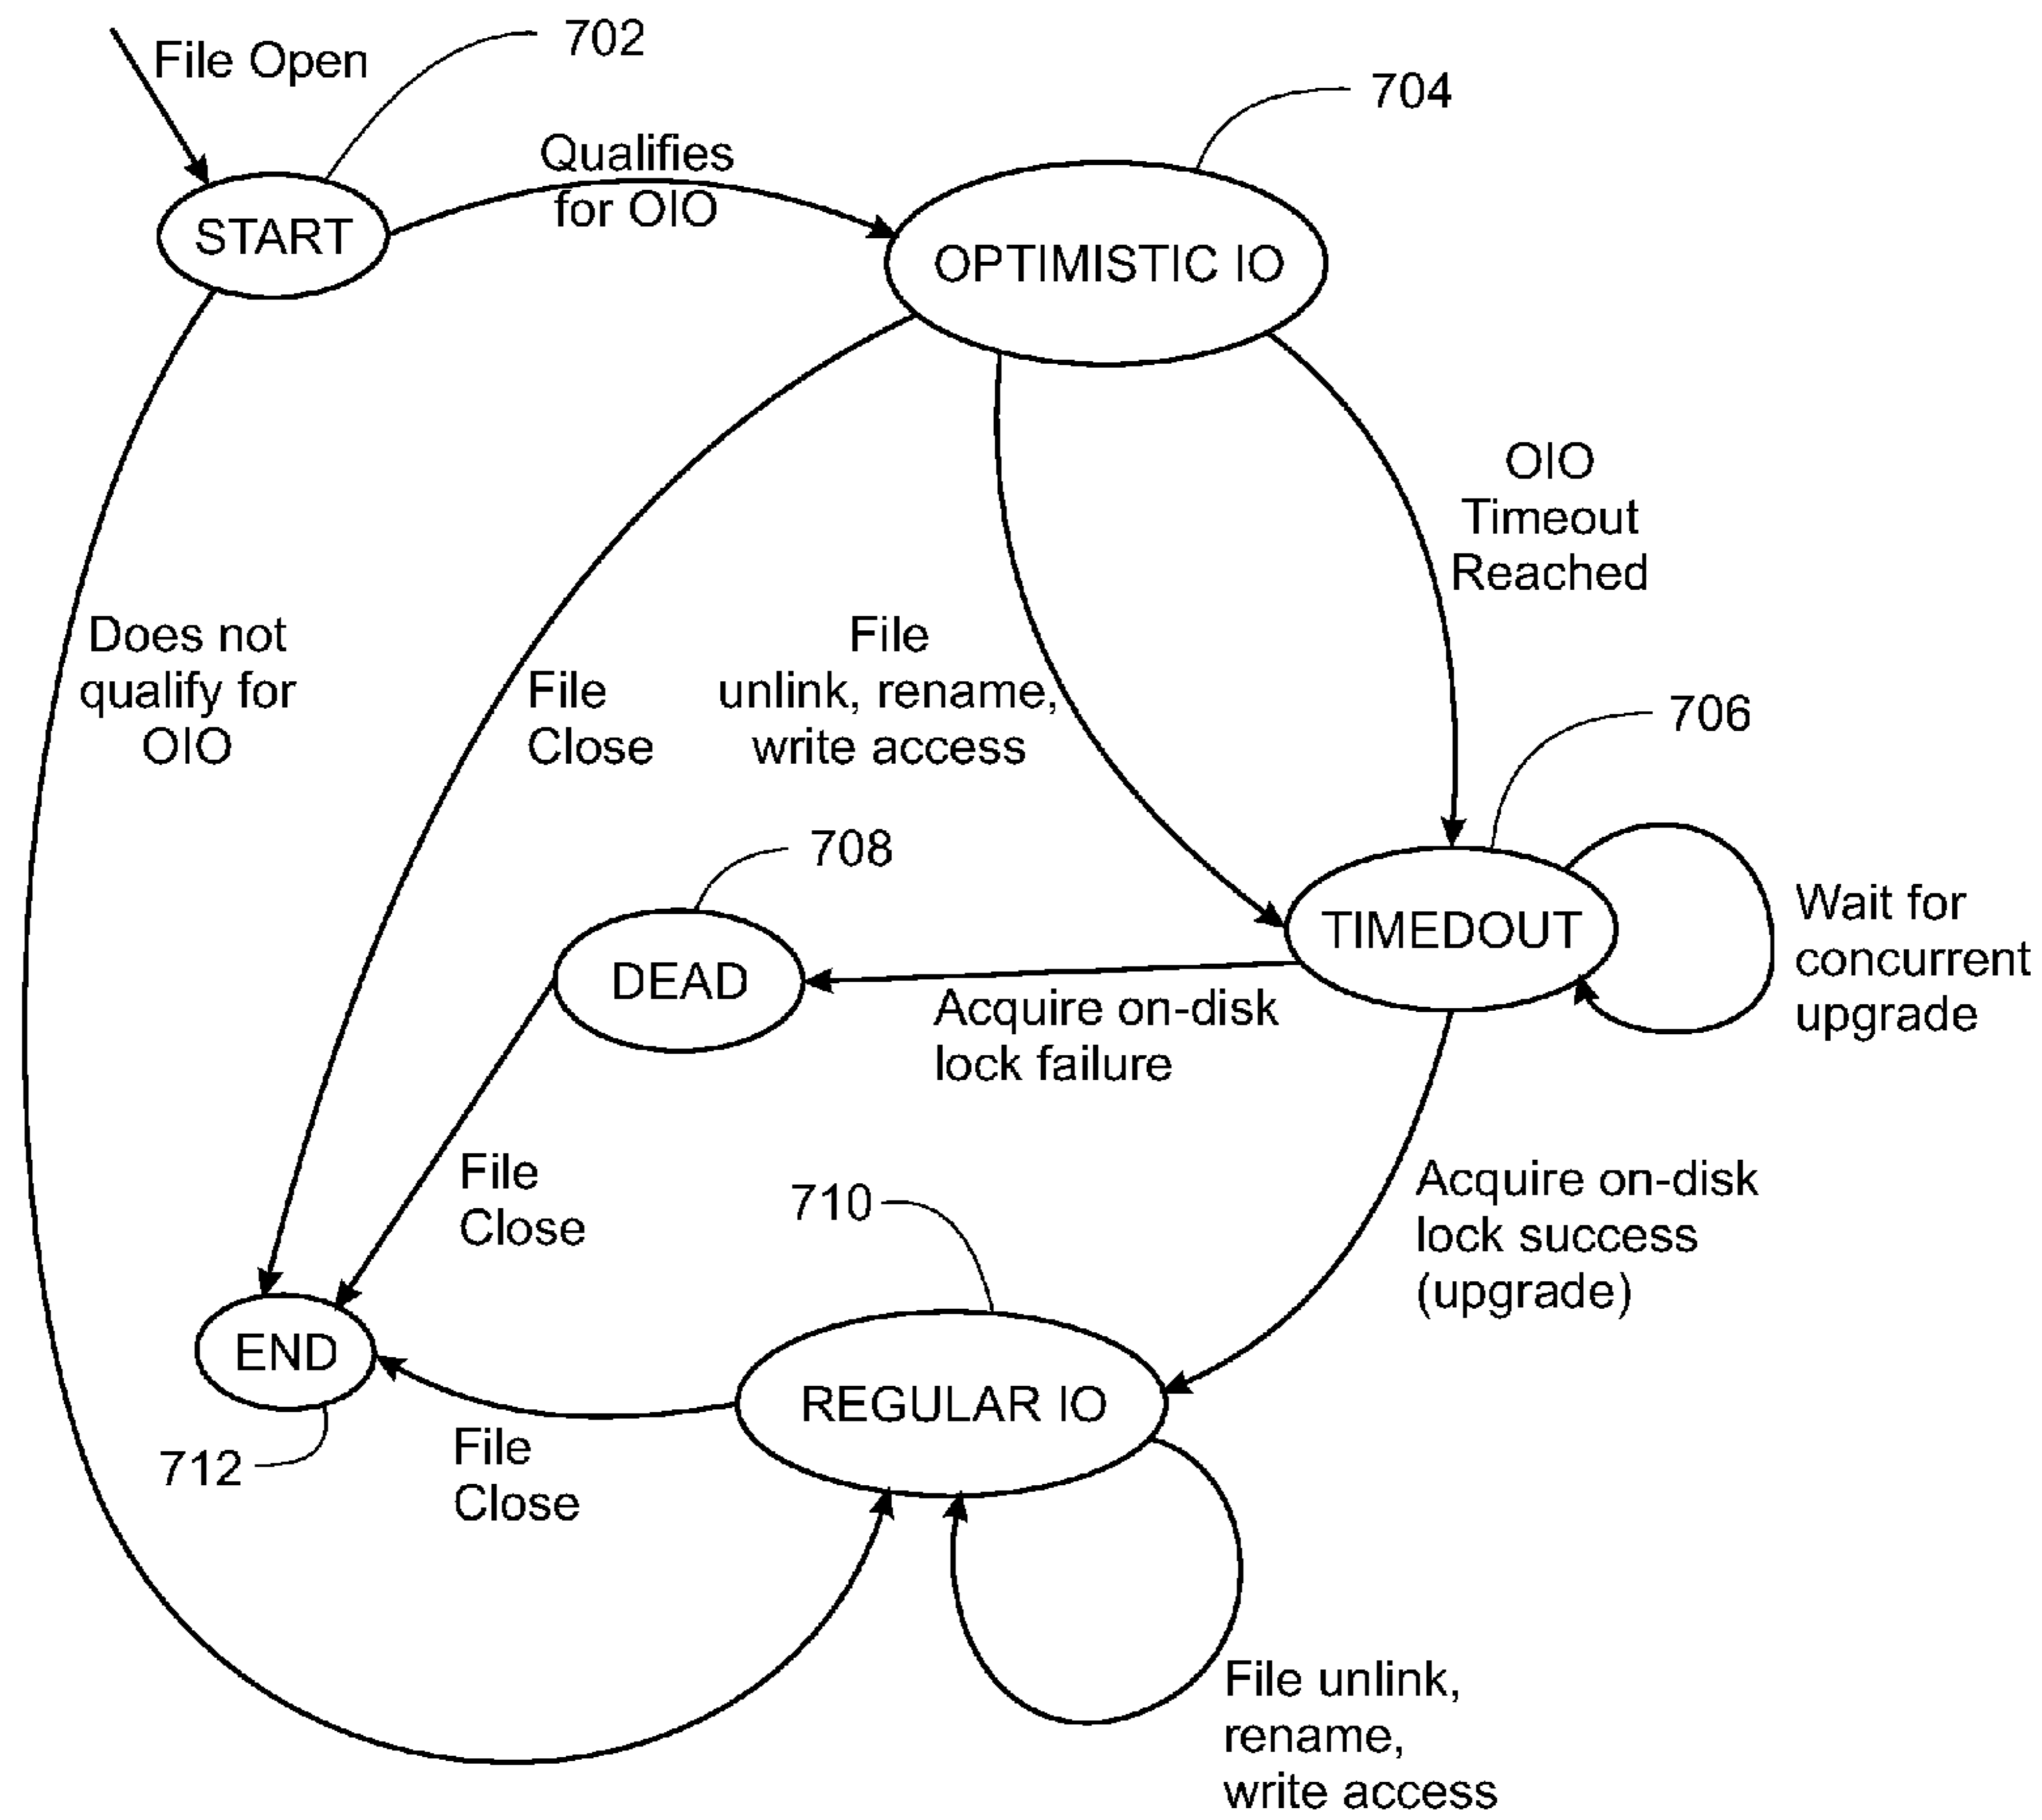 File Open
702
704
Qualifies
for OIO
START
OPTIMISTIC IO
OIO
Timeout
Reached
Does not
qualify for
OIO
File
Close
File
unlink, rename,
write access
706
708
TIMEDOUT
Wait for
concurrent
upgrade
DEAD
Acquire on-disk
lock failure
File
Close
710
Acquire on-disk
lock success
(upgrade)
END
REGULAR IO
712
File
Close
File unlink,
rename,
write access